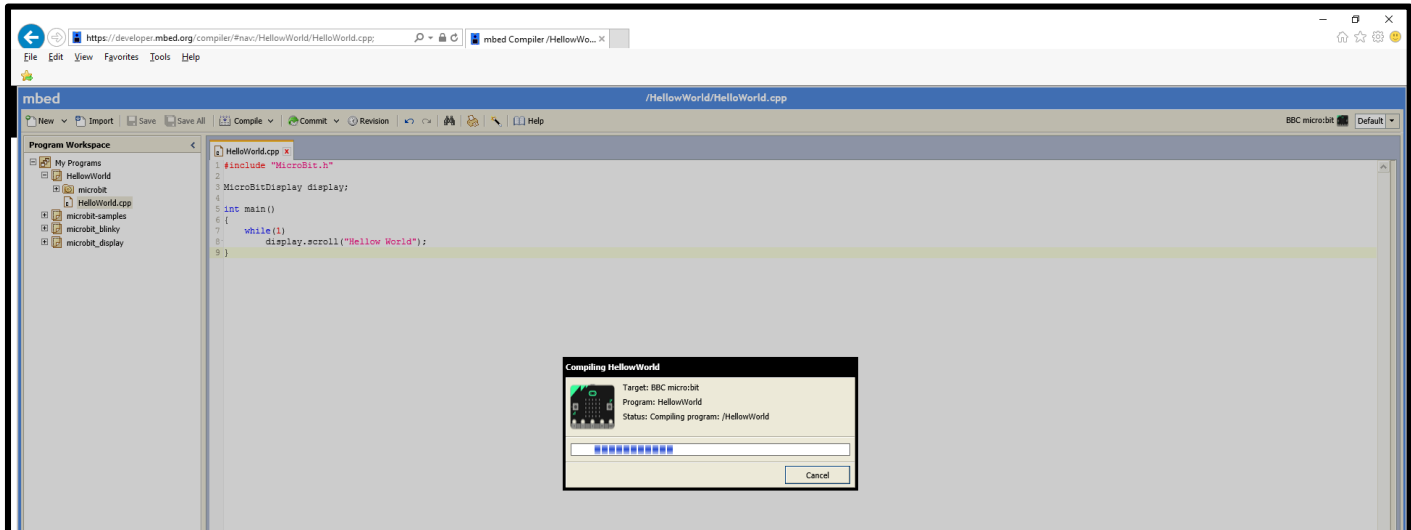 https://developer.mbed.org/compiler/#nav:/HellowWorld/HelloWorld.cpp;
mbed Compiler /HellowWo...
File Edit View Favorites Tools Help
mbed /HellowWorld/HelloWorld.cpp
New Import Save Save All Compile Commit Revision Help BBC micro:bit Default
Program Workspace
My Programs
HellowWorld
microbit
HelloWorld.cpp
microbit-samples
microbit_blinky
microbit_display
HelloWorld.cpp
1 #include "MicroBit.h"
2
3 MicroBitDisplay display;
4
5 int main()
6 {
7 while(1)
8 display.scroll("Hellow World");
9 }
Compiling HellowWorld
Target: BBC micro:bit
Program: HellowWorld
Status: Compiling program: /HellowWorld
Cancel